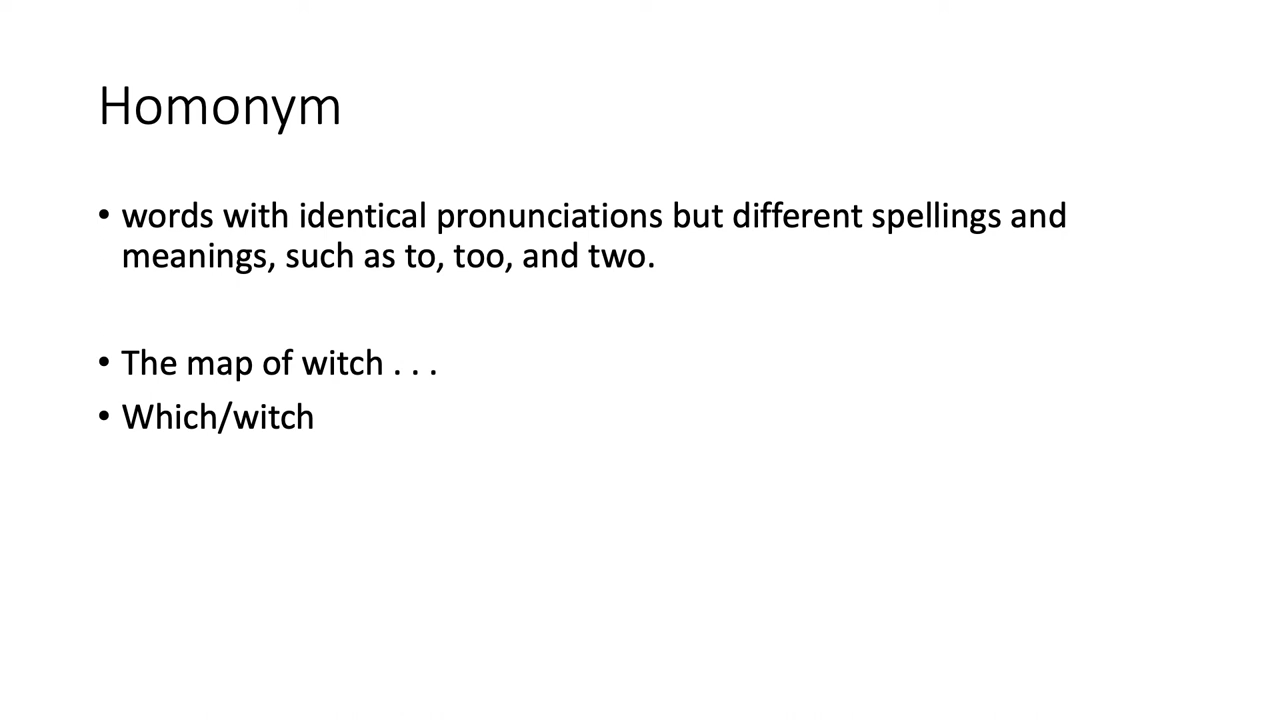 Homonym
• words with identical pronunciations but different spellings and
meanings, such as to, too, and two.
• The map of witch . . .
• Which/witch